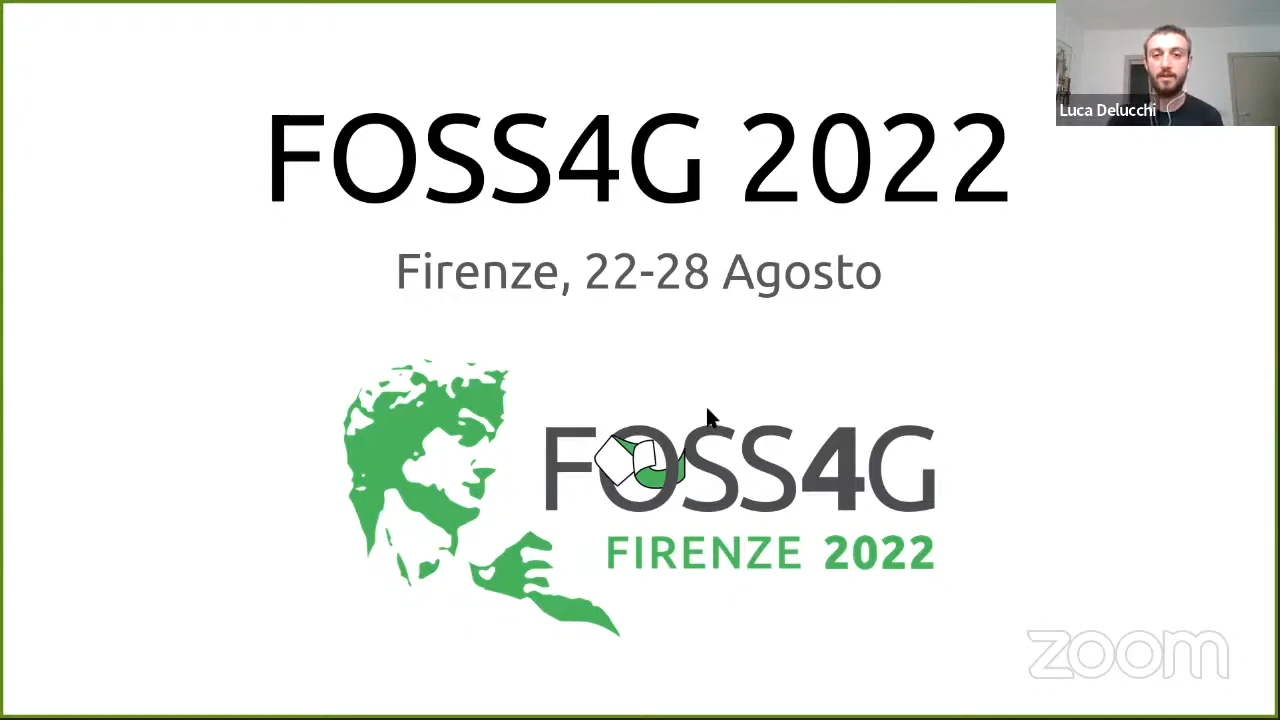 Luca Delucchi
FOSS4G 2022
Firenze, 22-28 Agosto
FOSS4G
FIRENZE 2022
zoom